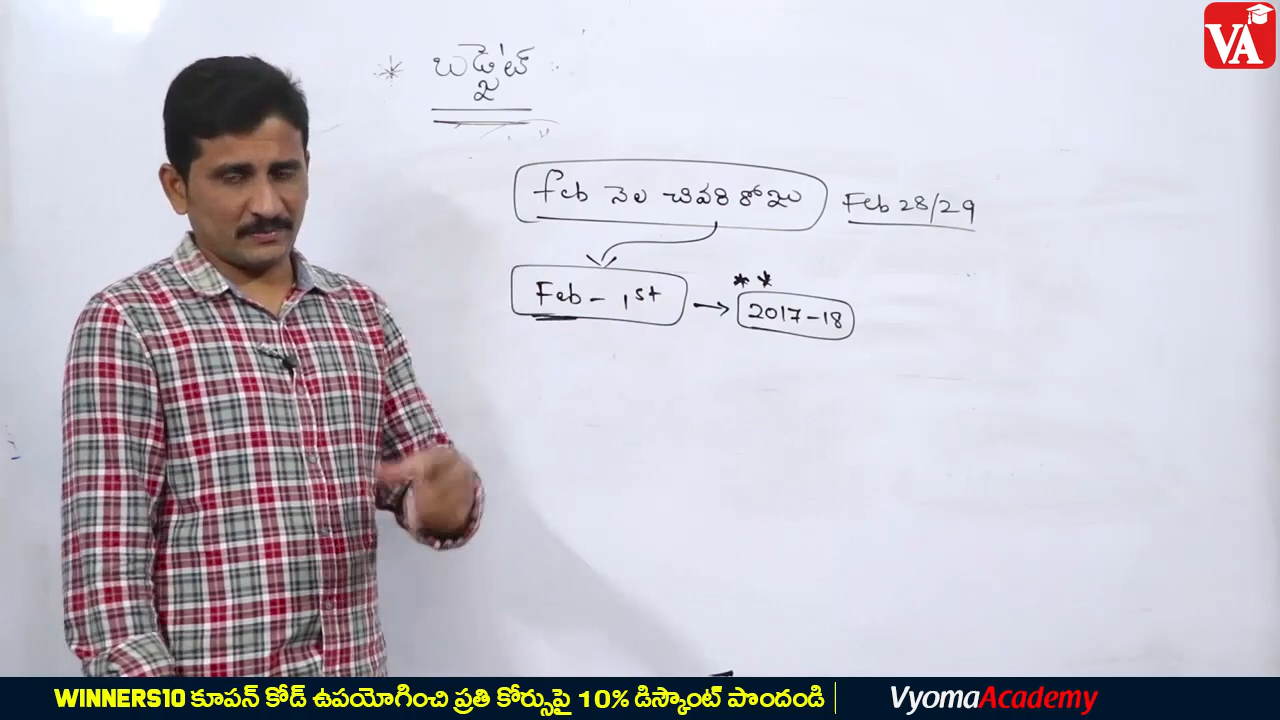 VA
* బడ్జెట్
Feb నెల చివరి రోజు Feb 28/29
Feb - 1st → ** 2017-18
WINNERS10 కూపన్ కోడ్ ఉపయోగించి ప్రతి కోర్సుపై 10% డిస్కౌంట్ పొందండి | VyomaAcademy